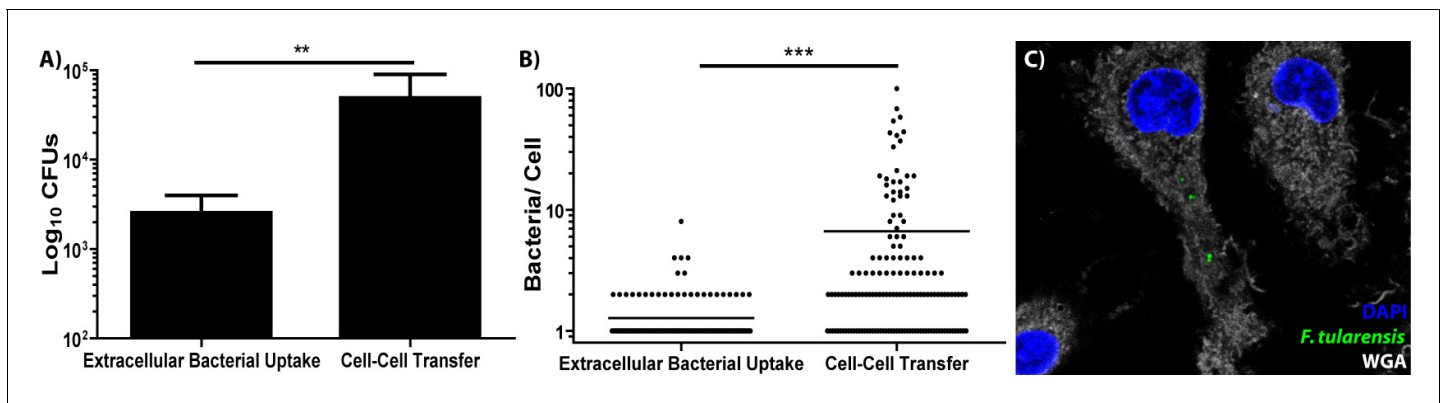 A)
**
Log10 CFUs
10^5
10^4
10^3
10^2
Extracellular Bacterial Uptake
Cell-Cell Transfer
B)
***
Bacteria/ Cell
100
10
1
Extracellular Bacterial Uptake
Cell-Cell Transfer
C)
DAPI
F. tularensis
WGA